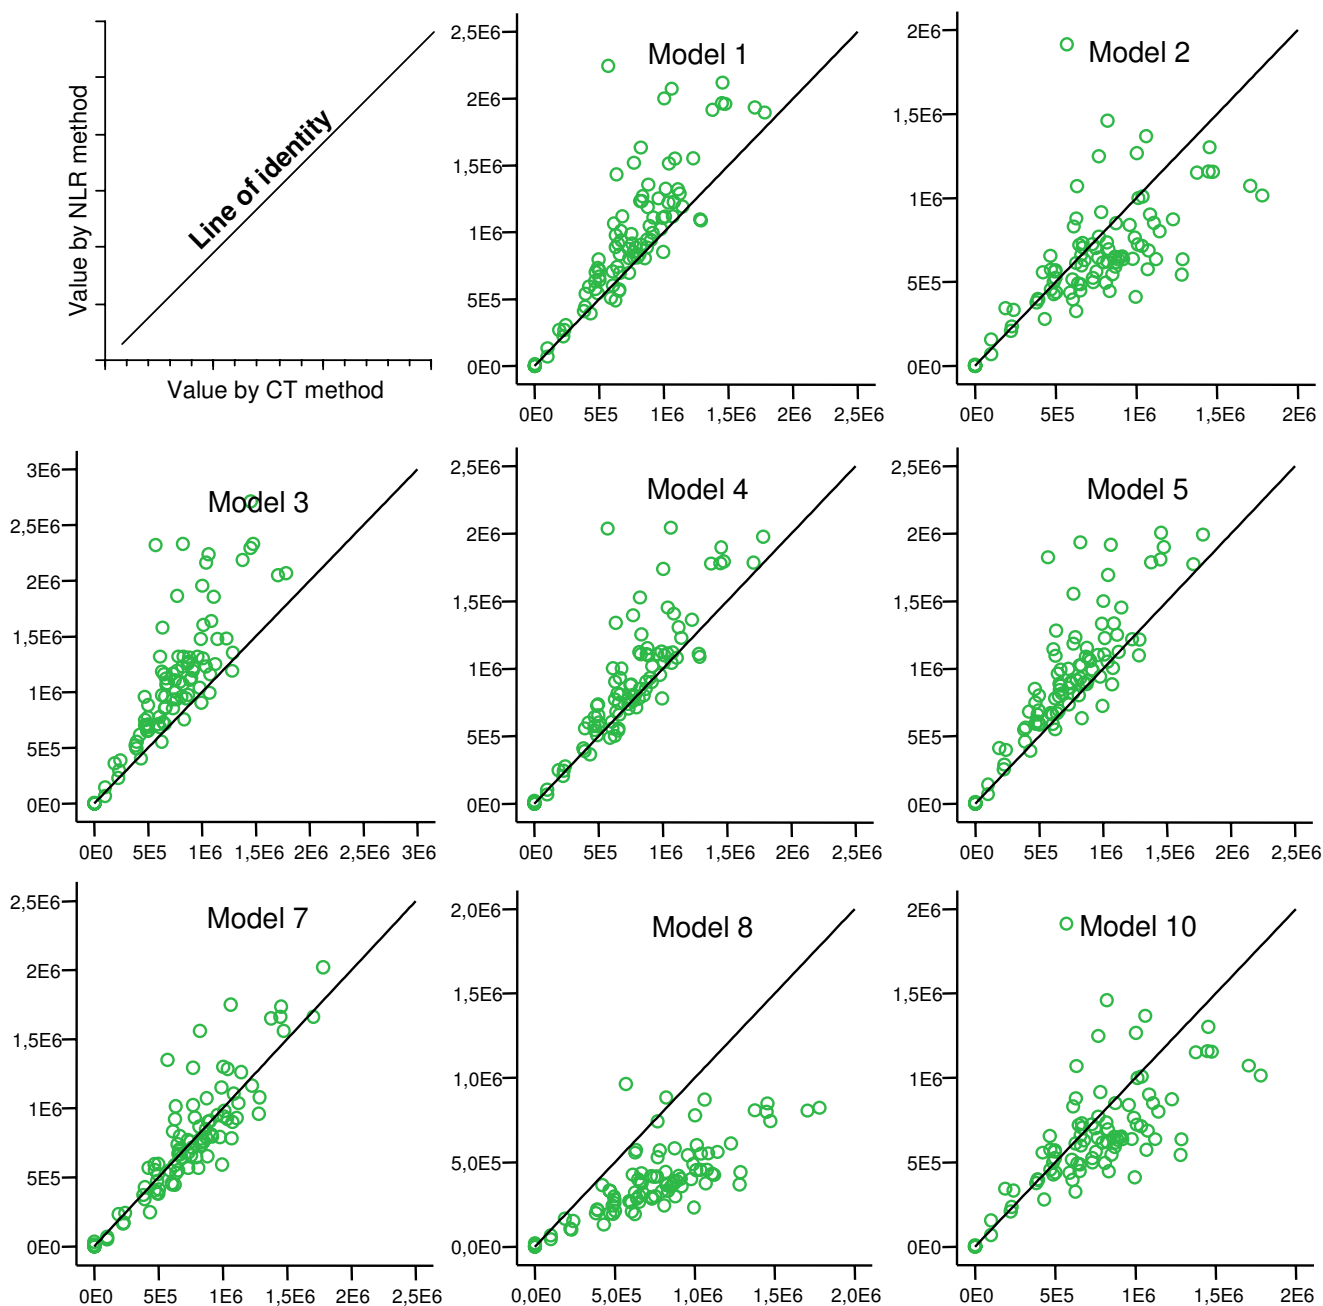 Value by NLR method
Line of identity
Value by CT method
2,5E6
2E6
1,5E6
1E6
5E5
0E0
Model 1
0E0 5E5 1E6 1,5E6 2E6 2,5E6
2E6
1,5E6
1E6
5E5
0E0
Model 2
0E0 5E5 1E6 1,5E6 2E6
3E6
2,5E6
2E6
1,5E6
1E6
5E5
0E0
Model 3
0E0 5E5 1E6 1,5E6 2E6 2,5E6 3E6
2,5E6
2E6
1,5E6
1E6
5E5
0E0
Model 4
0E0 5E5 1E6 1,5E6 2E6 2,5E6
2,5E6
2E6
1,5E6
1E6
5E5
0E0
Model 5
0E0 5E5 1E6 1,5E6 2E6 2,5E6
2,5E6
2E6
1,5E6
1E6
5E5
0E0
Model 7
0E0 5E5 1E6 1,5E6 2E6 2,5E6
2,0E6
1,5E6
1,0E6
5,0E5
0,0E0
Model 8
0,0E0 5,0E5 1,0E6 1,5E6 2,0E6
2E6
1,5E6
1E6
5E5
0E0
Model 10
0E0 5E5 1E6 1,5E6 2E6